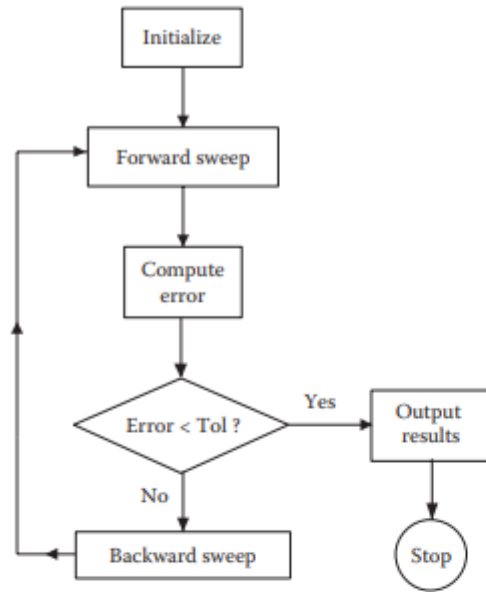 Initialize
Forward sweep
Compute
error
Error < Tol ?
Yes
Output
results
No
Backward sweep
Stop